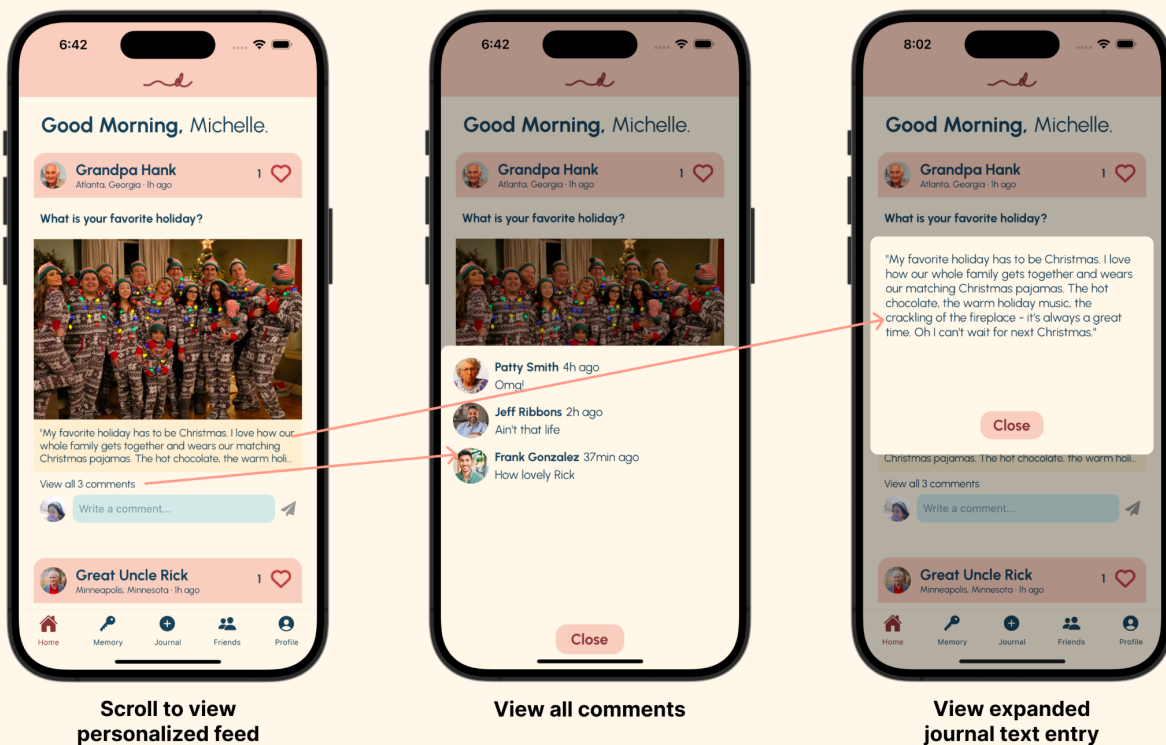 6:42
Good Morning, Michelle.
Grandpa Hank
Atlanta, Georgia · 1h ago
1
What is your favorite holiday?
"My favorite holiday has to be Christmas. I love how our
whole family gets together and wears our matching
Christmas pajamas. The hot chocolate, the warm holi...
View all 3 comments
Write a comment...
Great Uncle Rick
Minneapolis, Minnesota · 1h ago
1
Home
Memory
Journal
Friends
Profile
Scroll to view
personalized feed
6:42
Good Morning, Michelle.
Grandpa Hank
Atlanta, Georgia · 1h ago
1
What is your favorite holiday?
Patty Smith 4h ago
Omg!
Jeff Ribbons 2h ago
Ain't that life
Frank Gonzalez 37min ago
How lovely Rick
Close
View all comments
8:02
Good Morning, Michelle.
Grandpa Hank
Atlanta, Georgia · 1h ago
1
What is your favorite holiday?
"My favorite holiday has to be Christmas. I love
how our whole family gets together and wears
our matching Christmas pajamas. The hot
chocolate, the warm holiday music, the
crackling of the fireplace - it's always a great
time. Oh I can't wait for next Christmas."
Close
Christmas pajamas. The hot chocolate, the warm holi...
View all 3 comments
Write a comment...
Great Uncle Rick
Minneapolis, Minnesota · 1h ago
1
Home
Memory
Journal
Friends
Profile
View expanded
journal text entry